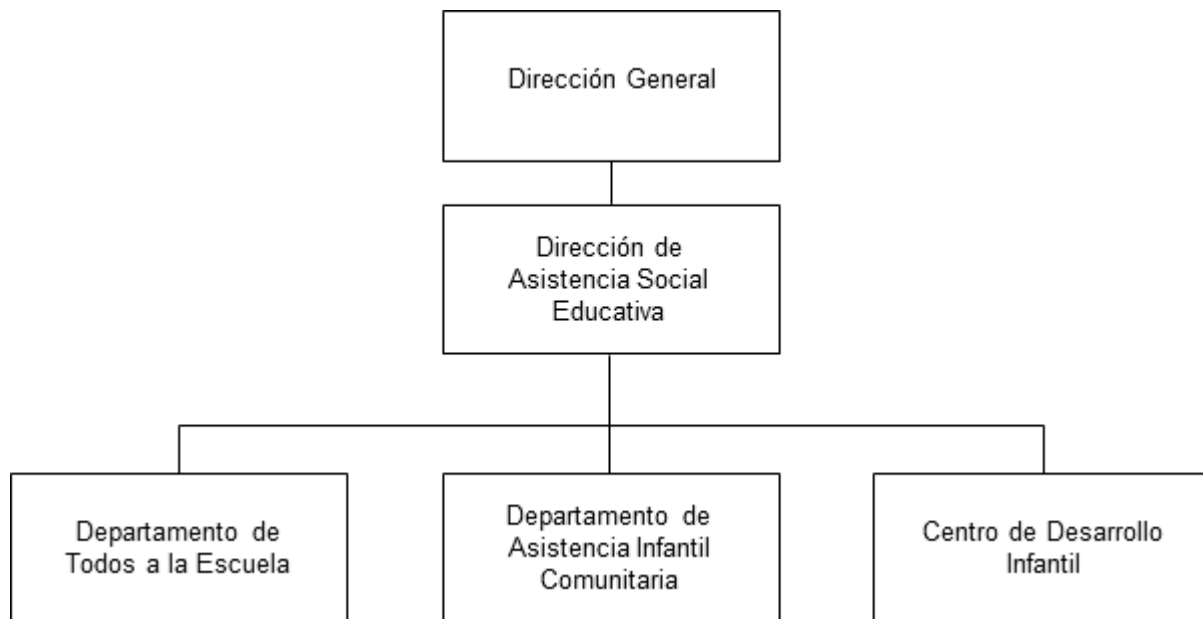 Dirección General
Dirección de
Asistencia Social
Educativa
Departamento de
Todos a la Escuela
Departamento de
Asistencia Infantil
Comunitaria
Centro de Desarrollo
Infantil